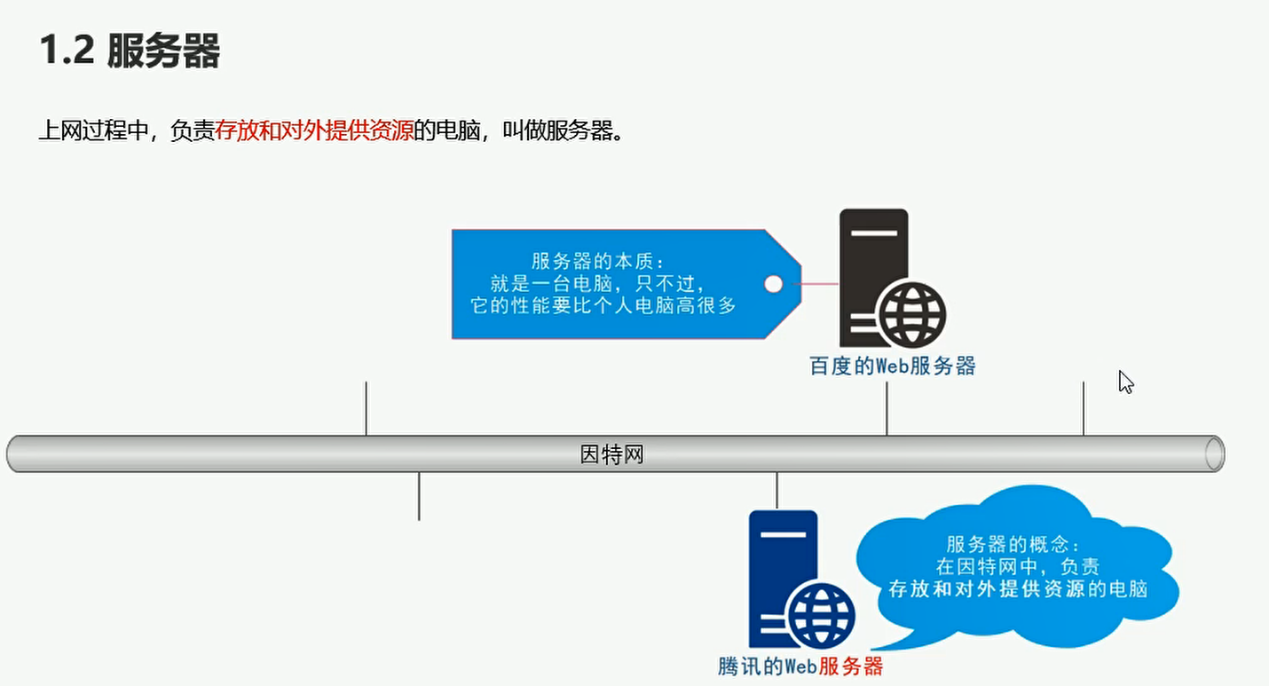 1.2 服务器
上网过程中，负责存放和对外提供资源的电脑，叫做服务器。
服务器的本质：
就是一台电脑，只不过，
它的性能要比个人电脑高很多
百度的Web服务器
因特网
服务器的概念：
在因特网中，负责
存放和对外提供资源的电脑
腾讯的Web服务器